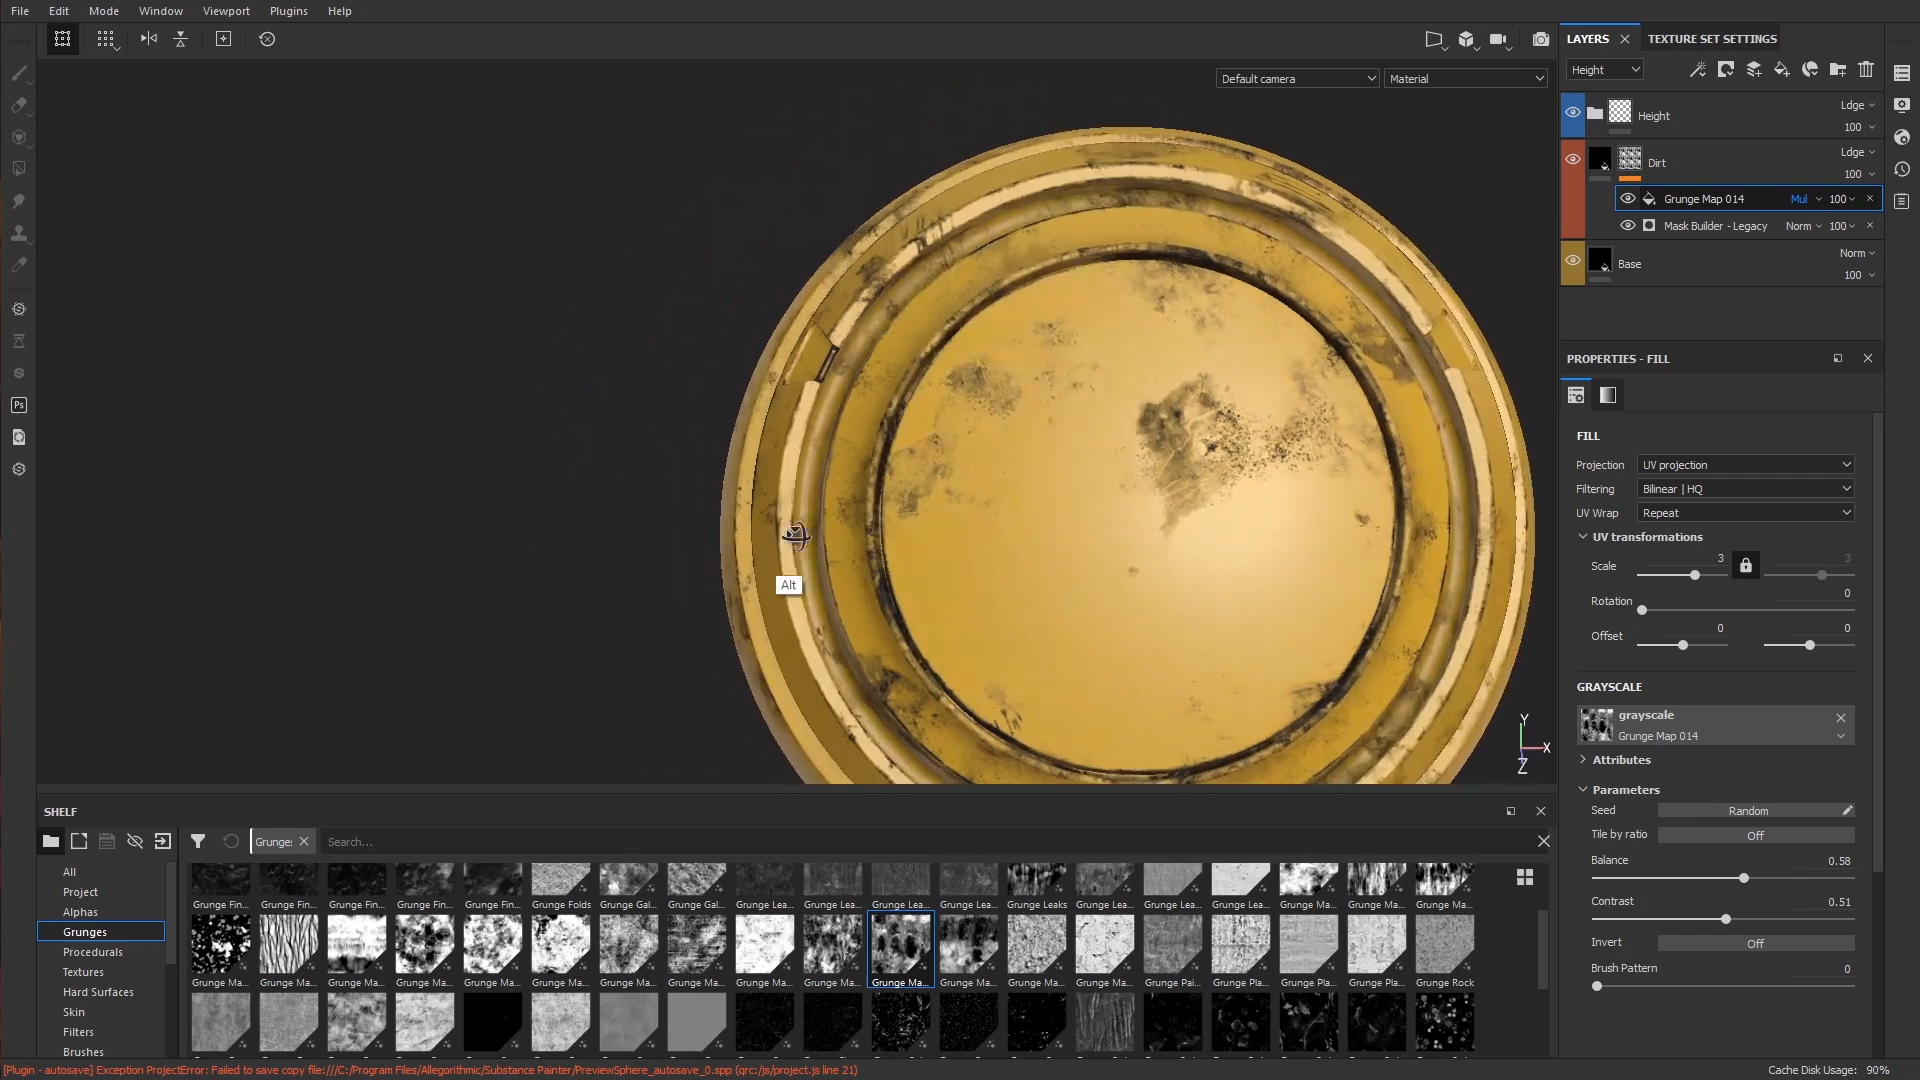 File Edit Mode Window Viewport Plugins Help
Default camera
Material
LAYERS
TEXTURE SET SETTINGS
Height
Height
Ldge
100
Dirt
Ldge
100
Grunge Map 014
Mul
100
Mask Builder - Legacy
Norm
100
Base
Norm
100
PROPERTIES - FILL
FILL
Projection
UV projection
Filtering
Bilinear | HQ
UV Wrap
Repeat
UV transformations
Scale
3
3
Rotation
0
Offset
0
0
GRAYSCALE
grayscale
Grunge Map 014
Attributes
Parameters
Seed
Random
Tile by ratio
Off
Balance
0.58
Contrast
0.51
Invert
Off
Brush Pattern
0
Alt
Y
X
Z
Ps
SHELF
Grunge:
Search...
All
Project
Alphas
Grunges
Procedurals
Textures
Hard Surfaces
Skin
Filters
Brushes
Grunge Fin... Grunge Fin... Grunge Fin... Grunge Fin... Grunge Fin... Grunge Folds Grunge Gal... Grunge Gal... Grunge Lea... Grunge Lea... Grunge Lea... Grunge Lea... Grunge Leaks Grunge Ma... Grunge Ma... Grunge Ma... Grunge Ma... Grunge Ma... Grunge Ma...
Grunge Ma... Grunge Ma... Grunge Ma... Grunge Ma... Grunge Ma... Grunge Ma... Grunge Ma... Grunge Ma... Grunge Ma... Grunge Ma... Grunge Ma... Grunge Ma... Grunge Ma... Grunge Ma... Grunge Pai... Grunge Pla... Grunge Pla... Grunge Pla... Grunge Rock
[Plugin - autosave] Exception ProjectError: Failed to save copy file:///C:/Program Files/Allegorithmic/Substance Painter/PreviewSphere_autosave_0.spp (qrc:/js/project.js line 21)
Cache Disk Usage: 90%